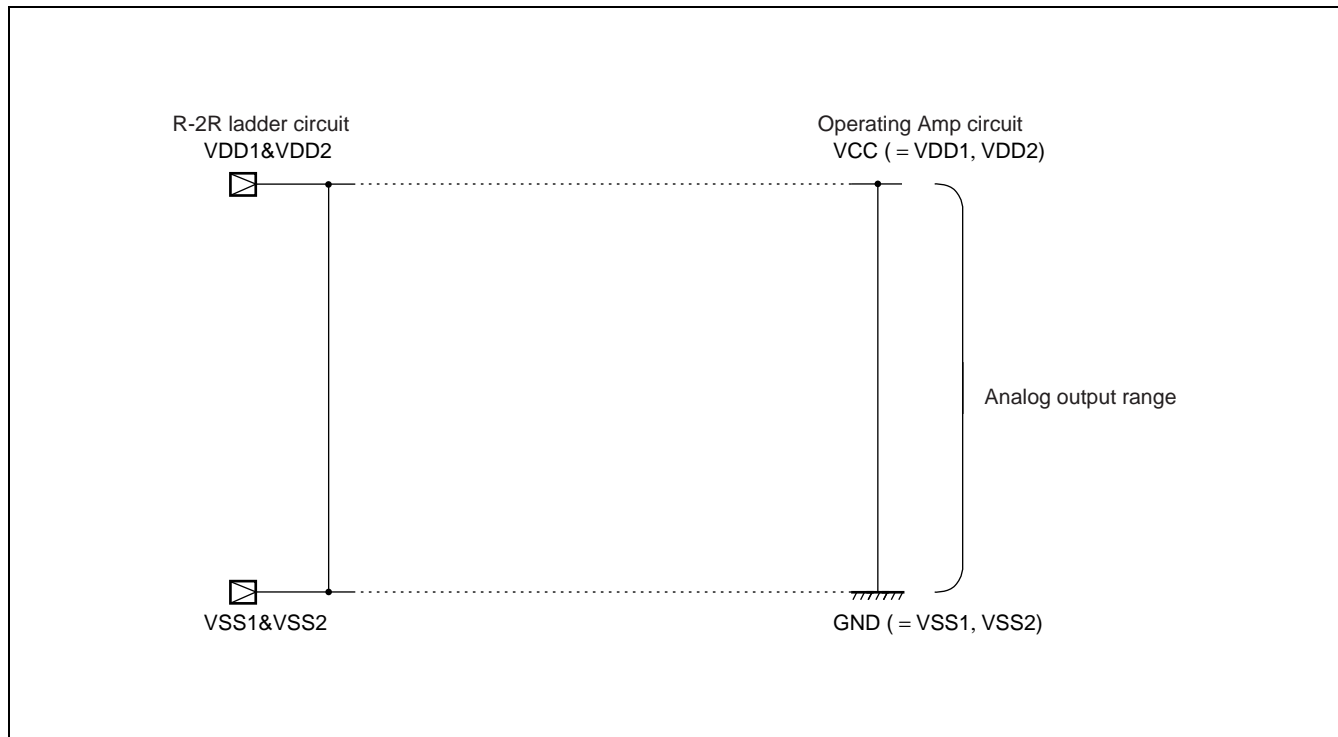 R-2R ladder circuit
VDD1&VDD2
Operating Amp circuit
VCC ( = VDD1, VDD2)
Analog output range
VSS1&VSS2
GND ( = VSS1, VSS2)